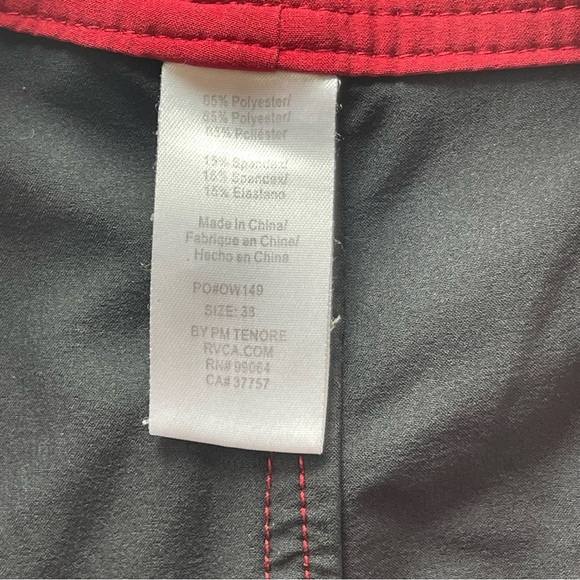 85% Polyester/
85% Polyester/
85% Poliéster
15% Spandex/
15% Spandex/
15% Elastano
Made in China/
Fabriqué en Chine/
Hecho en China
PO#OW149
SIZE: 38
BY PM TENORE
RVCA.COM
RN# 99064
CA# 37757